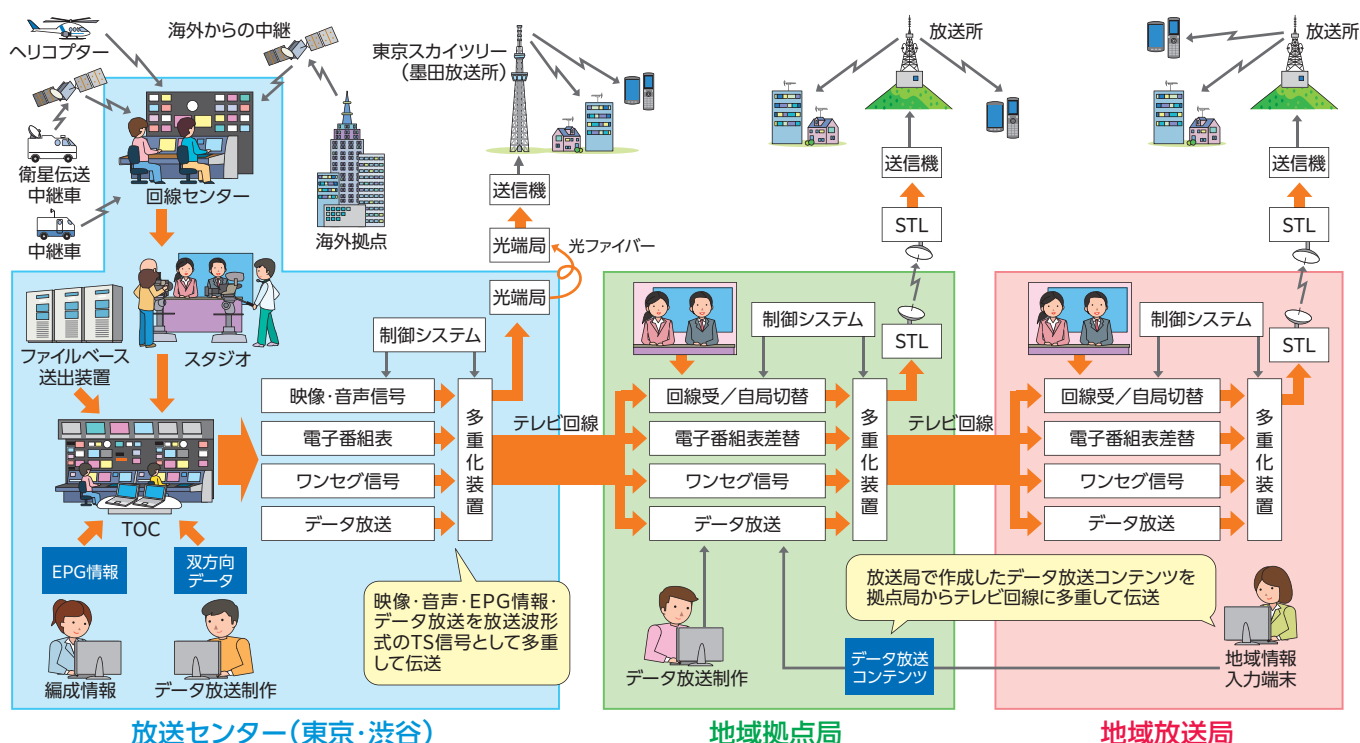 ヘリコプター
海外からの中継
衛星伝送
中継車
中継車
回線センター
海外拠点
東京スカイツリー
(墨田放送所)
送信機
光端局
光ファイバー
光端局
放送所
送信機
STL
STL
放送所
送信機
STL
STL
ファイルベース
送出装置
スタジオ
TOC
EPG情報
双方向
データ
編成情報
データ放送制作
制御システム
映像・音声信号
電子番組表
ワンセグ信号
データ放送
多重化装置
映像・音声・EPG情報・
データ放送を放送波形
式のTS信号として多重
して伝送
テレビ回線
制御システム
回線受/自局切替
電子番組表差替
ワンセグ信号
データ放送
多重化装置
データ放送制作
テレビ回線
制御システム
回線受/自局切替
電子番組表差替
ワンセグ信号
データ放送
多重化装置
放送局で作成したデータ放送コンテンツを
拠点局からテレビ回線に多重して伝送
データ放送
コンテンツ
地域情報
入力端末
放送センター(東京・渋谷)
地域拠点局
地域放送局